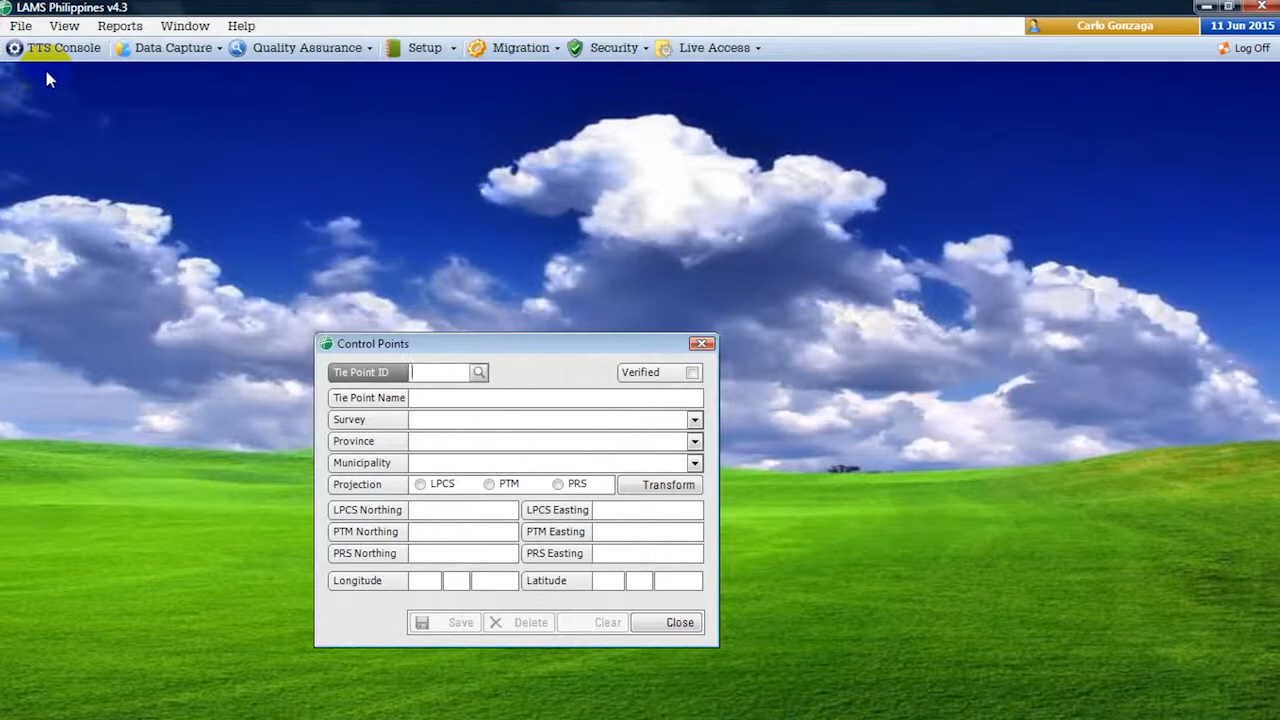 LAMS Philippines v4.3
File View Reports Window Help Carlo Gonzaga 11 Jun 2015
TTS Console Data Capture Quality Assurance Setup Migration Security Live Access Log Off
Control Points
Tie Point ID Verified
Tie Point Name
Survey
Province
Municipality
Projection LPCS PTM PRS Transform
LPCS Northing LPCS Easting
PTM Northing PTM Easting
PRS Northing PRS Easting
Longitude Latitude
Save Delete Clear Close